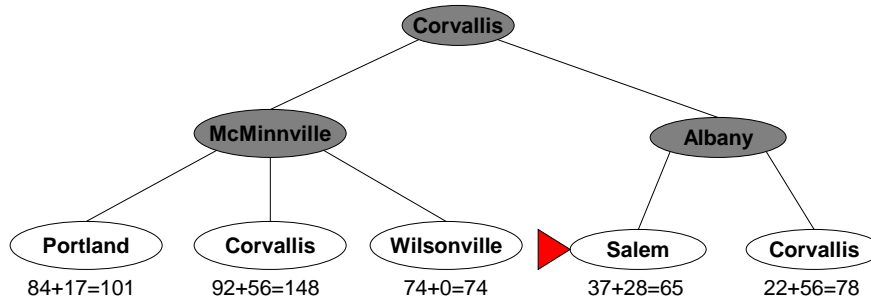 Corvallis
McMinnville
Albany
Portland
Corvallis
Wilsonville
Salem
Corvallis
84+17=101
92+56=148
74+0=74
37+28=65
22+56=78